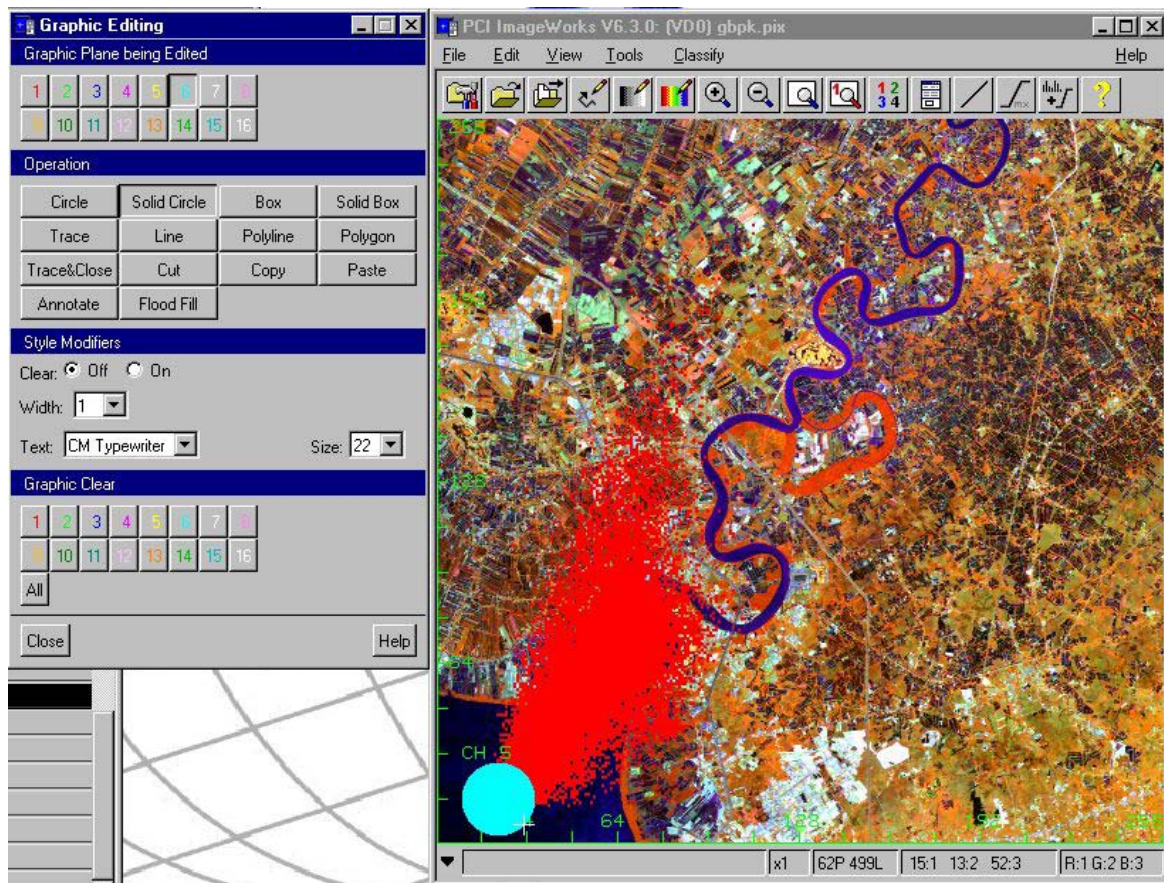 Graphic Editing
Graphic Plane being Edited
1 2 3 4 5 6 7 8
9 10 11 12 13 14 15 16
Operation
Circle Solid Circle Box Solid Box
Trace Line Polyline Polygon
Trace&Close Cut Copy Paste
Annotate Flood Fill
Style Modifiers
Clear: Off On
Width: 1
Text: CM Typewriter Size: 22
Graphic Clear
1 2 3 4 5 6 7 8
9 10 11 12 13 14 15 16
All
Close Help
PCI ImageWorks V6.3.0: (VD0) gbpk.pix
File Edit View Tools Classify Help
1
1 2
3 4
mx
?
128
CH 5
64
x1 62P 499L 15:1 13:2 52:3 R:1 G:2 B:3